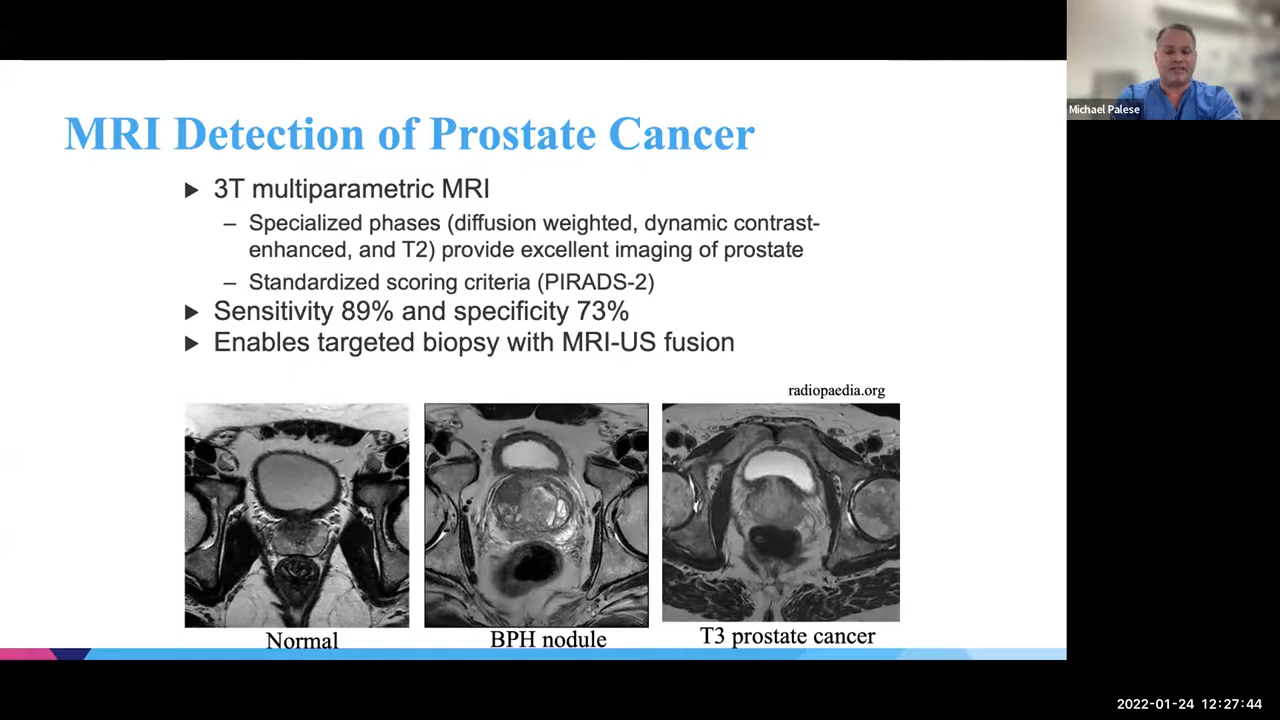 MRI Detection of Prostate Cancer
3T multiparametric MRI
– Specialized phases (diffusion weighted, dynamic contrast-
enhanced, and T2) provide excellent imaging of prostate
– Standardized scoring criteria (PIRADS-2)
Sensitivity 89% and specificity 73%
Enables targeted biopsy with MRI-US fusion
radiopaedia.org
Normal
BPH nodule
T3 prostate cancer
Michael Palese
2022-01-24 12:27:44